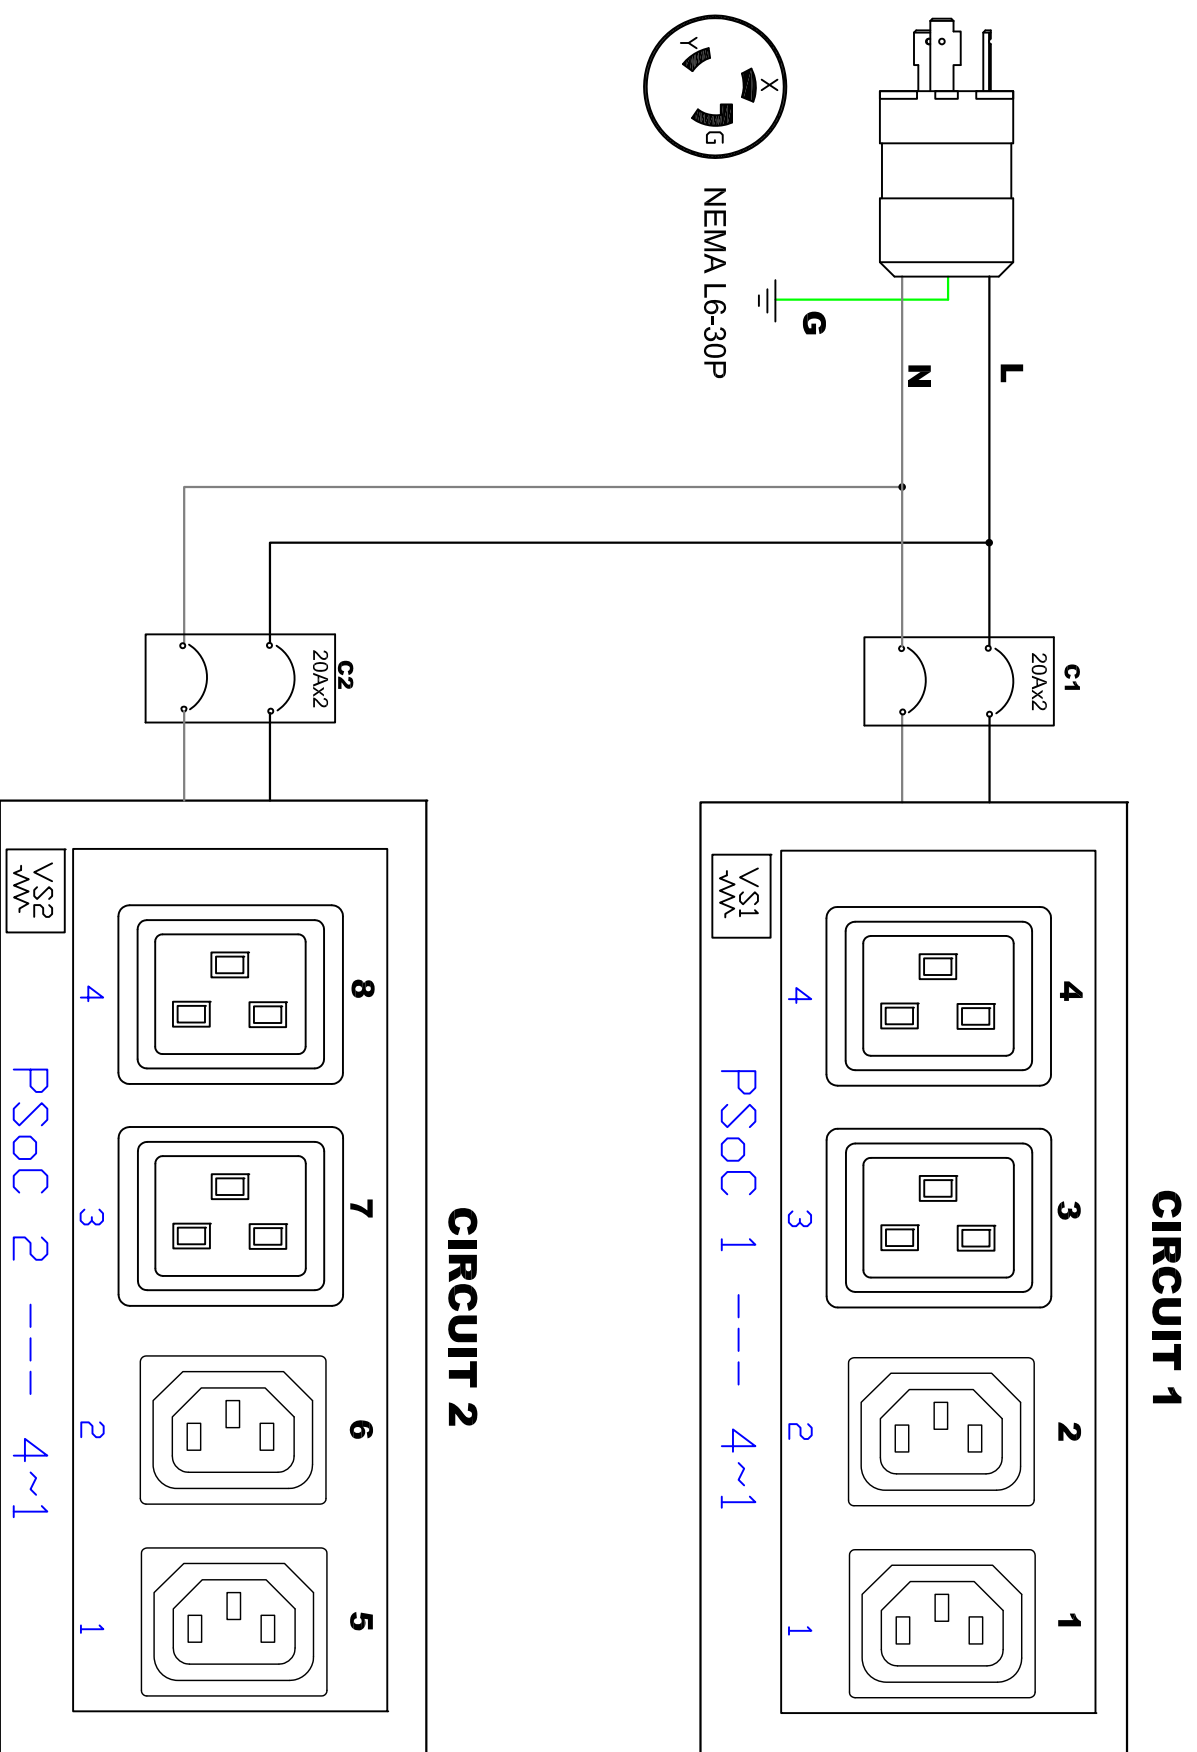 X
Y
G
NEMA L6-30P
G
L
N
C1
20Ax2
C2
20Ax2
CIRCUIT 1
4
3
2
1
VS1
4
3
2
1
PSoC 1 --- 4~1
CIRCUIT 2
8
7
6
5
VS2
4
3
2
1
PSoC 2 --- 4~1